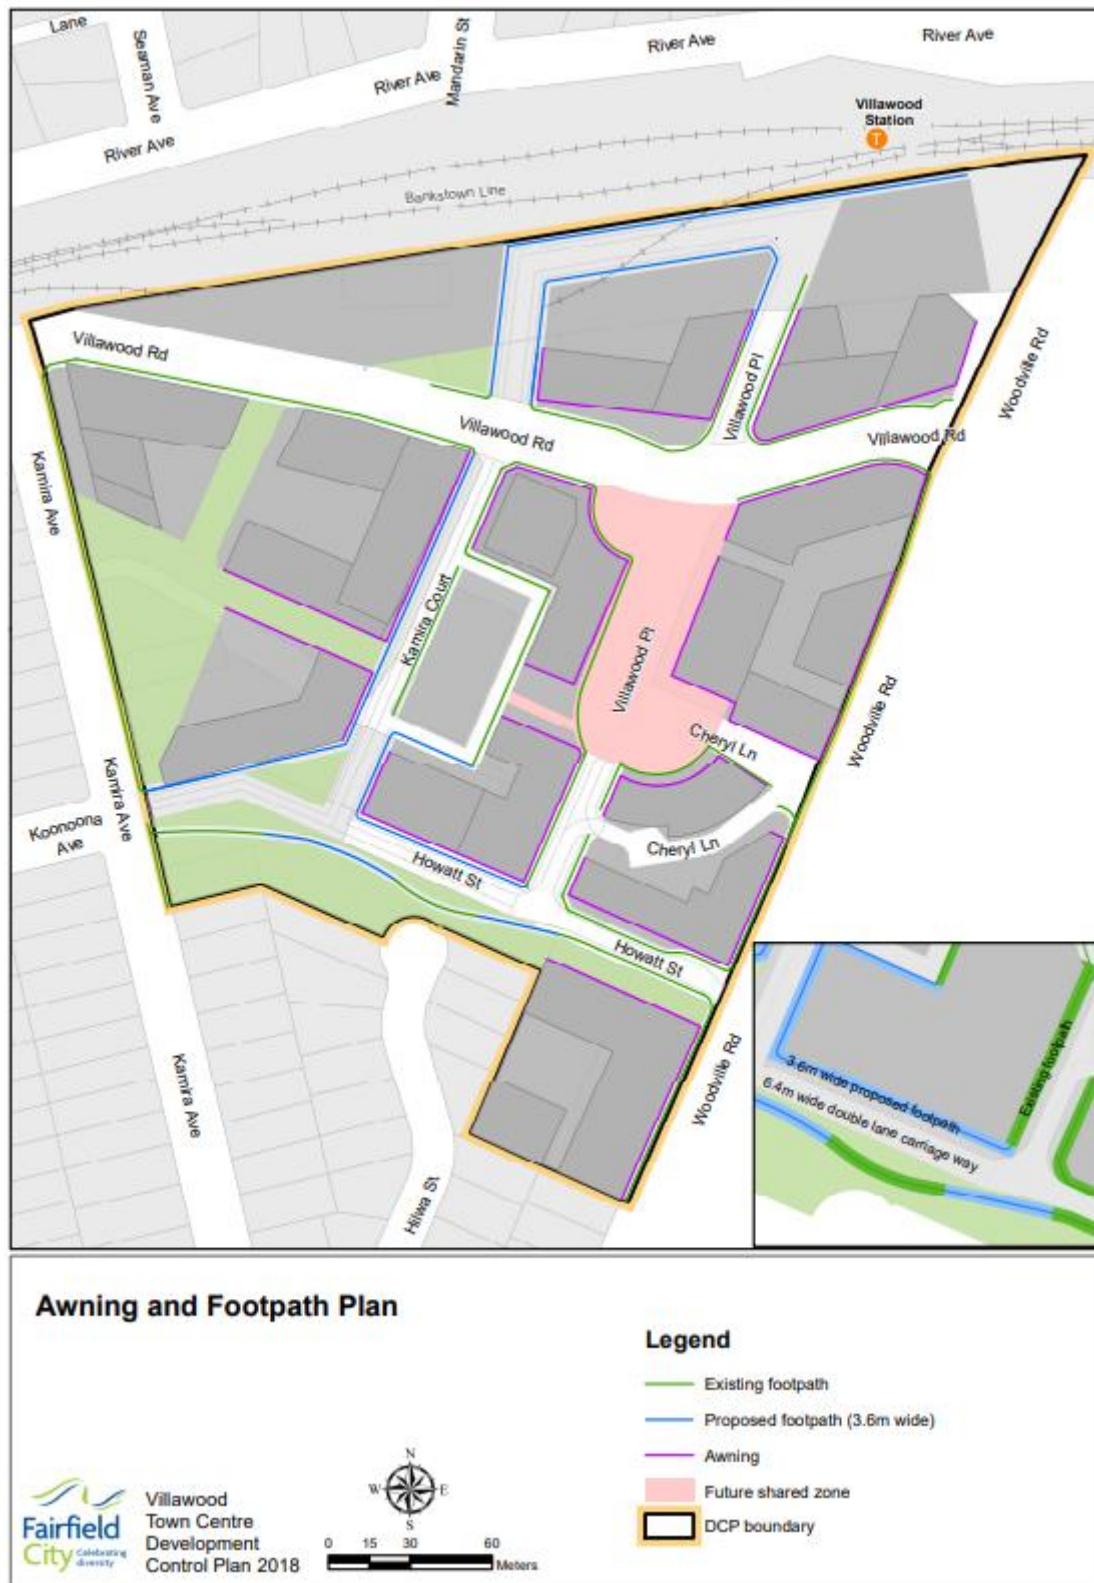 Lane
Seaman Ave
Mandarin St
River Ave
River Ave
River Ave
River Ave
Villawood
Station
T
Bankstown Line
Villawood Rd
Villawood Rd
Villawood Pl
Villawood Rd
Woodville Rd
Kamira Ave
Kamira Court
Villawood Pl
Cheryl Ln
Woodville Rd
Kamira Ave
Koonoona
Ave
Cheryl Ln
Howatt St
Howatt St
Woodville Rd
Kamira Ave
Hilwa St
3.6m wide proposed footpath
6.4m wide double lane carriage way
Existing footpath
Awning and Footpath Plan
Legend
Existing footpath
Proposed footpath (3.6m wide)
Awning
Future shared zone
DCP boundary
Fairfield
City Celebrating
diversity
Villawood
Town Centre
Development
Control Plan 2018
N
W E
S
0 15 30 60
Meters